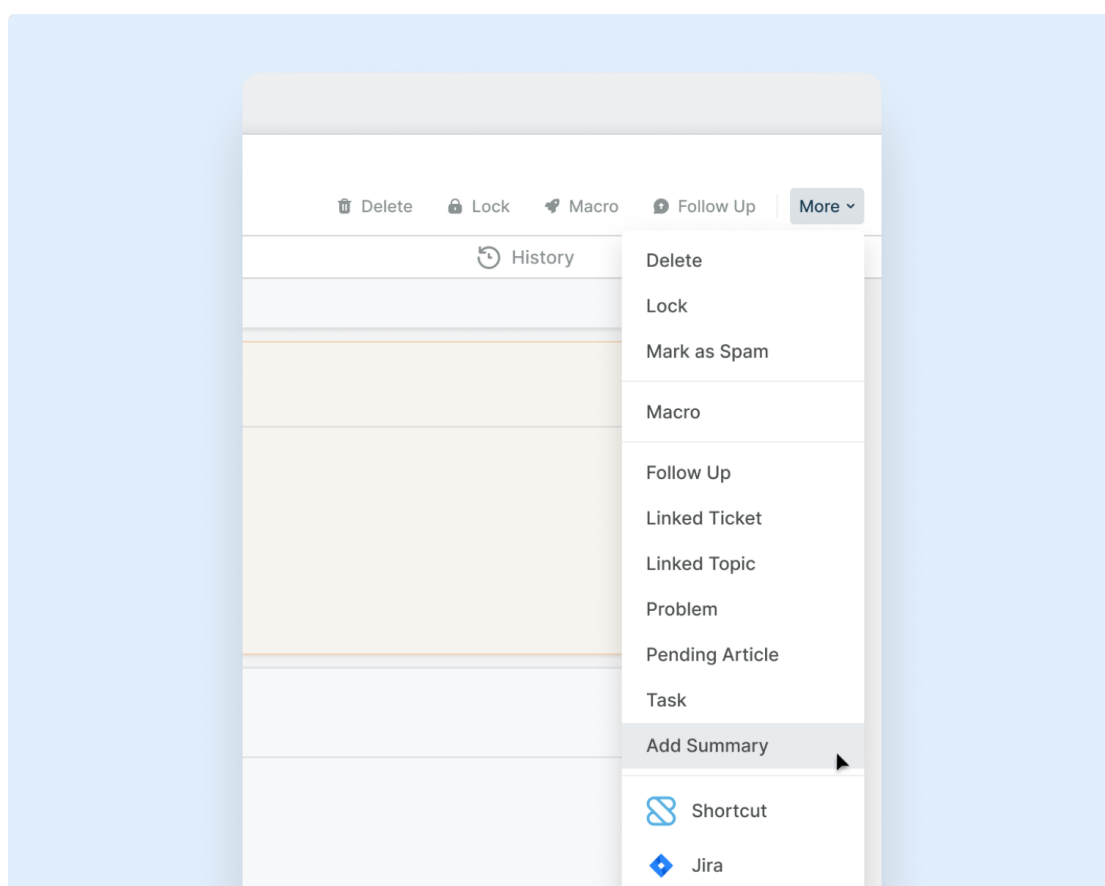 Delete Lock Macro Follow Up More
History
Delete
Lock
Mark as Spam
Macro
Follow Up
Linked Ticket
Linked Topic
Problem
Pending Article
Task
Add Summary
Shortcut
Jira